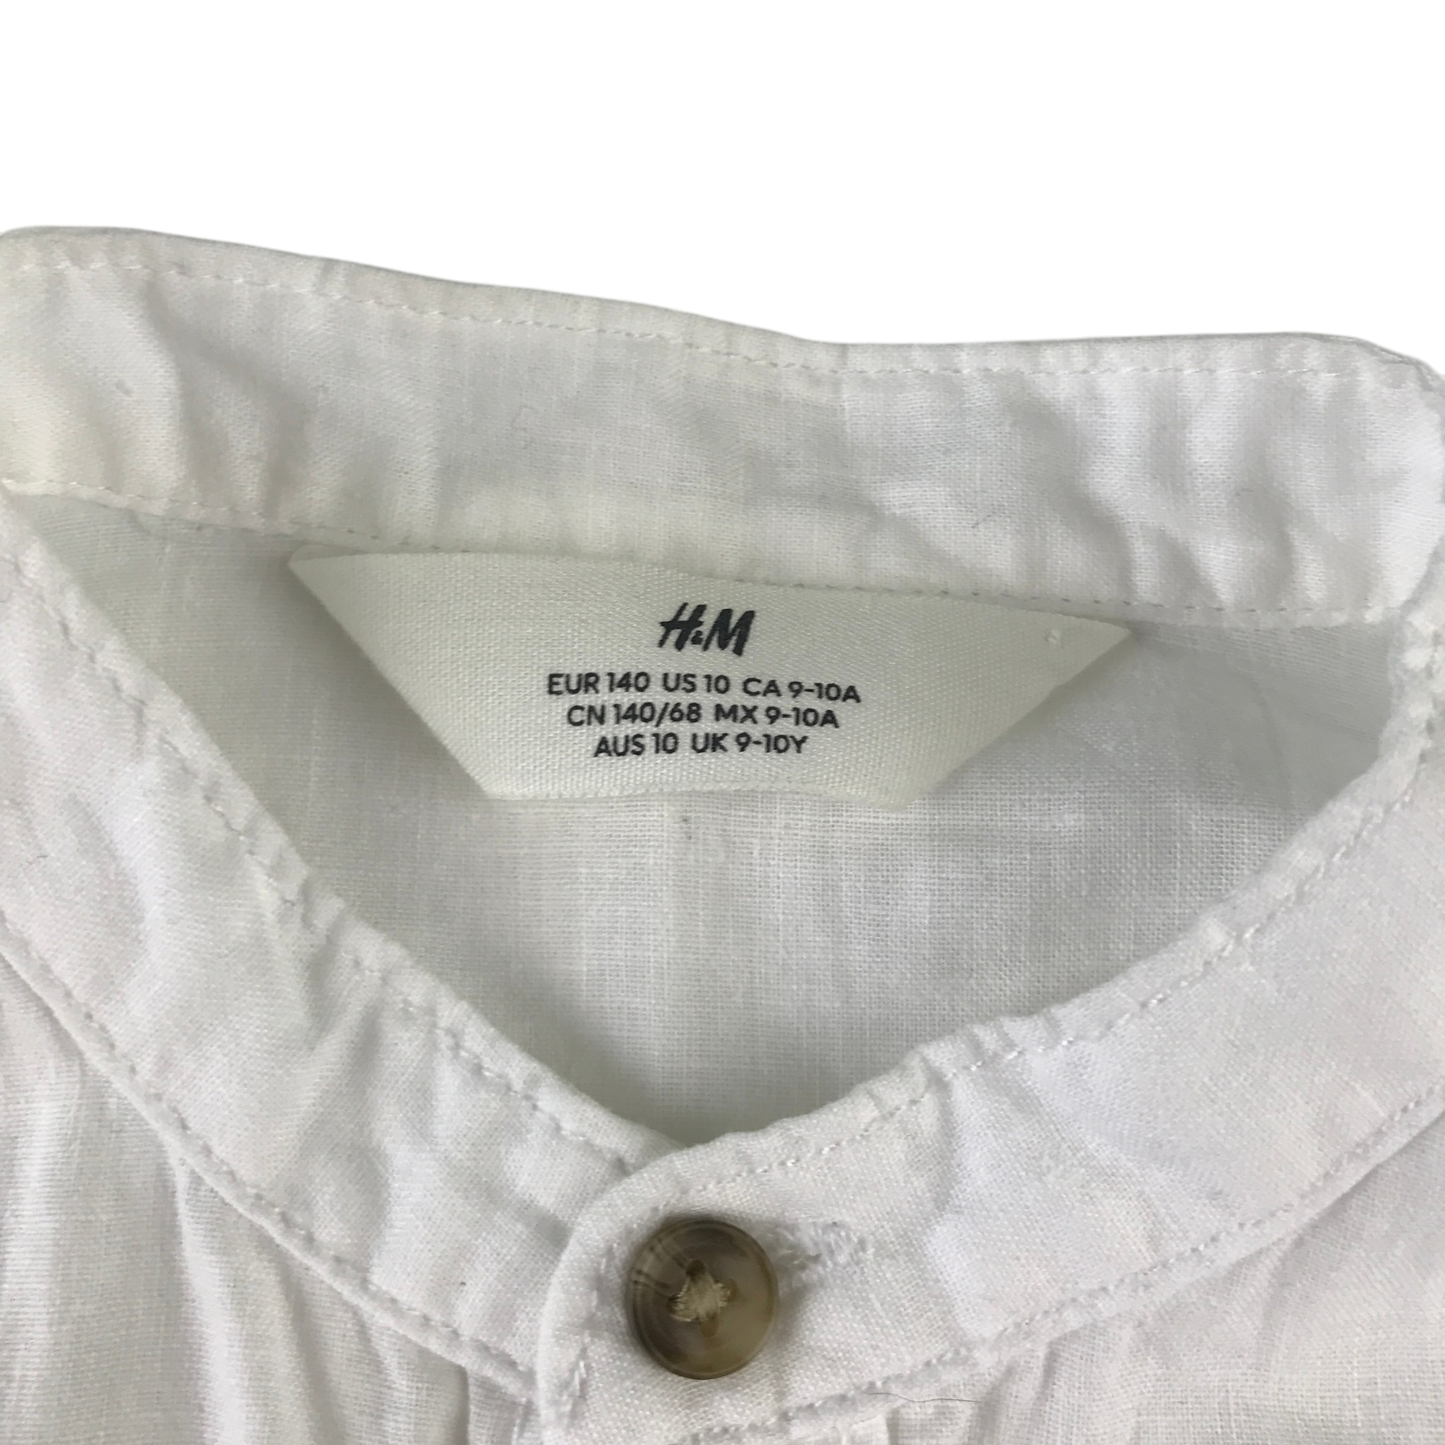 H&M
EUR 140 US 10 CA 9-10A
CN 140/68 MX 9-10A
AUS 10 UK 9-10Y